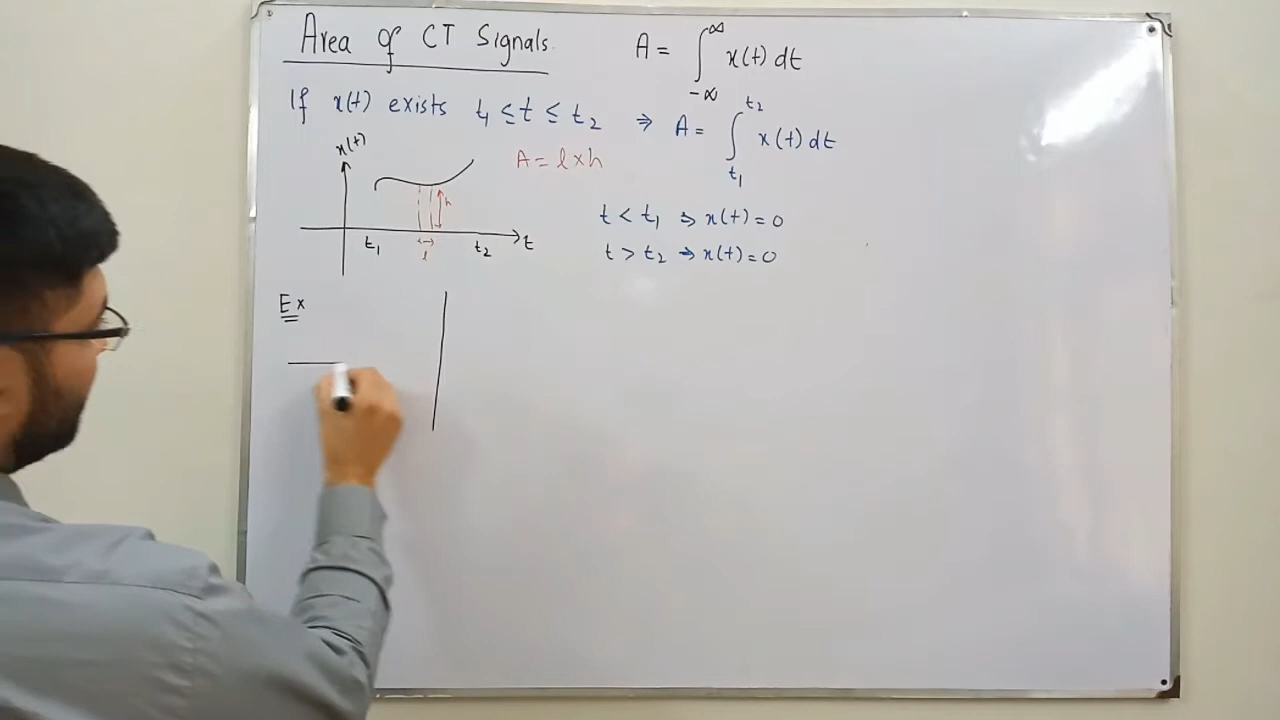 Area of CT Signals
A = ∫_{-∞}^{∞} x(t) dt
If x(t) exists t₁ ≤ t ≤ t₂ ⇒ A = ∫_{t₁}^{t₂} x(t) dt
x(t)
A = l × h
h
t₁ l t₂ t
t < t₁ ⇒ x(t) = 0
t > t₂ ⇒ x(t) = 0
Ex